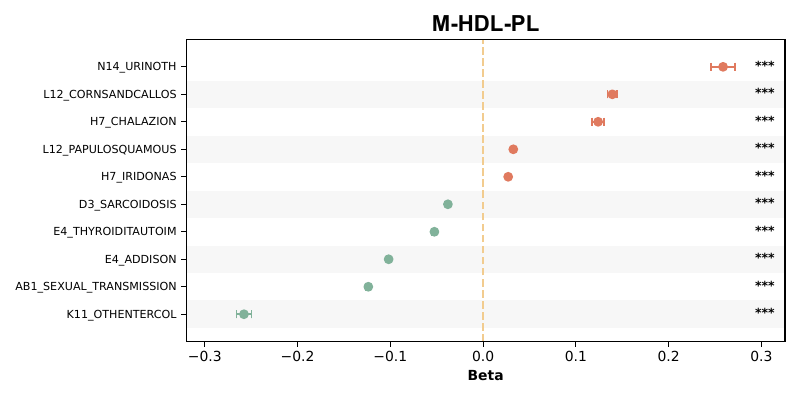 M-HDL-PL
N14_URINOTH ***
L12_CORNSANDCALLOS ***
H7_CHALAZION ***
L12_PAPULOSQUAMOUS ***
H7_IRIDONAS ***
D3_SARCOIDOSIS ***
E4_THYROIDITAUTOIM ***
E4_ADDISON ***
AB1_SEXUAL_TRANSMISSION ***
K11_OTHENTERCOL ***
−0.3 −0.2 −0.1 0.0 0.1 0.2 0.3
Beta